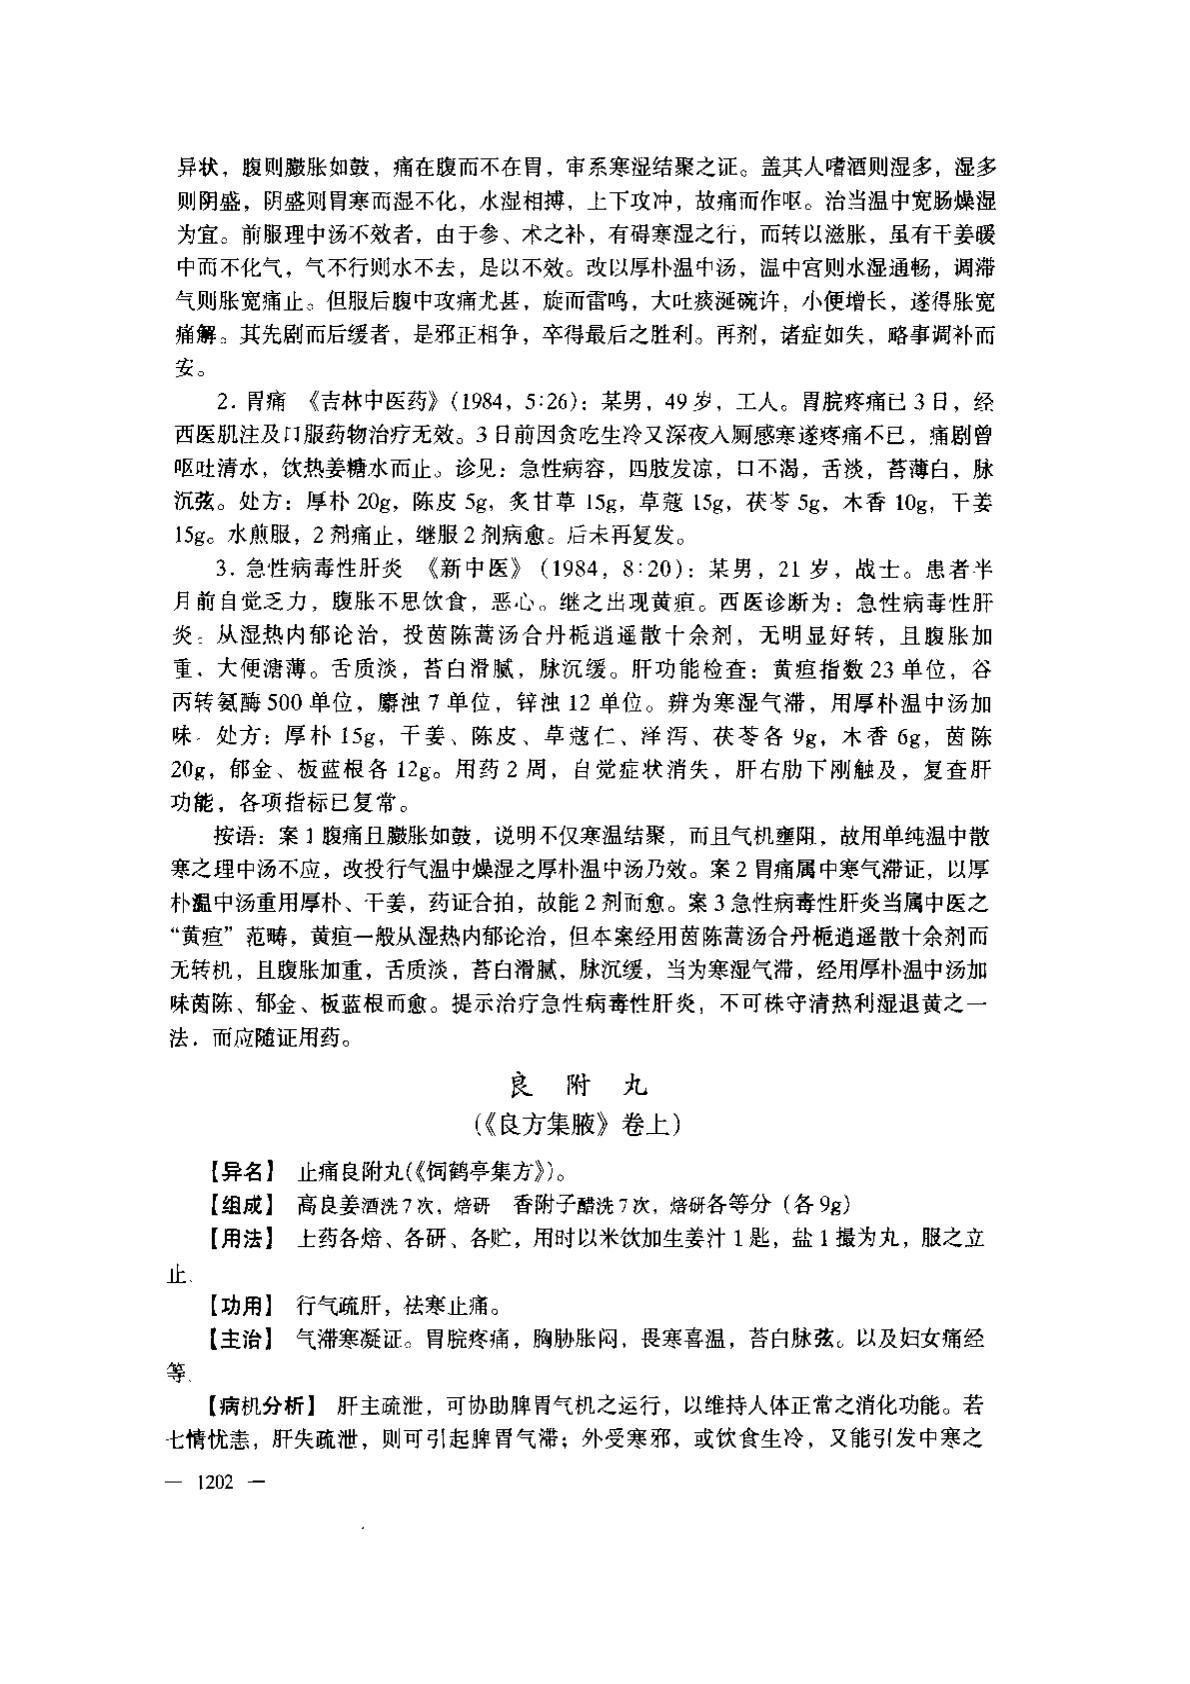 异状，腹则臌胀如鼓，痛在腹而不在胃，审系寒湿结聚之证。盖其人嗜酒则湿多，湿多
则阴盛，阴盛则胃寒而湿不化，水湿相搏，上下攻冲，故痛而作呕。治当温中宽肠燥湿
为宜。前服理中汤不效者，由于参、术之补，有碍寒湿之行，而转以滋胀，虽有干姜暖
中而不化气，气不行则水不去，是以不效。改以厚朴温中汤，温中宫则水湿通畅，调滞
气则胀宽痛止。但服后腹中攻痛尤甚，旋而雷鸣，大吐痰涎碗许，小便增长，遂得胀宽
痛解。其先剧而后缓者，是邪正相争，卒得最后之胜利。再剂，诸症如失，略事调补而
安。
2. 胃痛 《吉林中医药》(1984，5∶26)：某男，49 岁，工人。胃脘疼痛已 3 日，经
西医肌注及口服药物治疗无效。3 日前因贪吃生冷又深夜入厕感寒遂疼痛不已，痛剧曾
呕吐清水，饮热姜糖水而止。诊见：急性病容，四肢发凉，口不渴，舌淡，苔薄白，脉
沉弦。处方：厚朴 20g，陈皮 5g，炙甘草 15g，草蔻 15g，茯苓 5g，木香 10g，干姜
15g。水煎服，2 剂痛止，继服 2 剂病愈。后未再复发。
3. 急性病毒性肝炎 《新中医》(1984，8∶20)：某男，21 岁，战士。患者半
月前自觉乏力，腹胀不思饮食，恶心。继之出现黄疸。西医诊断为：急性病毒性肝
炎。从湿热内郁论治，投茵陈蒿汤合丹栀逍遥散十余剂，无明显好转，且腹胀加
重，大便溏薄。舌质淡，苔白滑腻，脉沉缓。肝功能检查：黄疸指数 23 单位，谷
丙转氨酶 500 单位，麝浊 7 单位，锌浊 12 单位。辨为寒湿气滞，用厚朴温中汤加
味。处方：厚朴 15g，干姜、陈皮、草蔻仁、泽泻、茯苓各 9g，木香 6g，茵陈
20g，郁金、板蓝根各 12g。用药 2 周，自觉症状消失，肝右肋下刚触及，复查肝
功能，各项指标已复常。
按语：案 1 腹痛且臌胀如鼓，说明不仅寒温结聚，而且气机壅阻，故用单纯温中散
寒之理中汤不应，改投行气温中燥湿之厚朴温中汤乃效。案 2 胃痛属中寒气滞证，以厚
朴温中汤重用厚朴、干姜，药证合拍，故能 2 剂而愈。案 3 急性病毒性肝炎当属中医之
“黄疸”范畴，黄疸一般从湿热内郁论治，但本案经用茵陈蒿汤合丹栀逍遥散十余剂而
无转机，且腹胀加重，舌质淡，苔白滑腻，脉沉缓，当为寒湿气滞，经用厚朴温中汤加
味茵陈、郁金、板蓝根而愈。提示治疗急性病毒性肝炎，不可株守清热利湿退黄之一
法，而应随证用药。
良 附 丸
(《良方集腋》卷上)
【异名】 止痛良附丸(《饲鹤亭集方》)。
【组成】 高良姜酒洗7次，焙研 香附子醋洗7次，焙研各等分（各 9g）
【用法】 上药各焙、各研、各贮，用时以米饮加生姜汁 1 匙，盐 1 撮为丸，服之立
止。
【功用】 行气疏肝，祛寒止痛。
【主治】 气滞寒凝证。胃脘疼痛，胸胁胀闷，畏寒喜温，苔白脉弦。以及妇女痛经
等。
【病机分析】 肝主疏泄，可协助脾胃气机之运行，以维持人体正常之消化功能。若
七情忧恚，肝失疏泄，则可引起脾胃气滞；外受寒邪，或饮食生冷，又能引发中寒之
— 1202 —